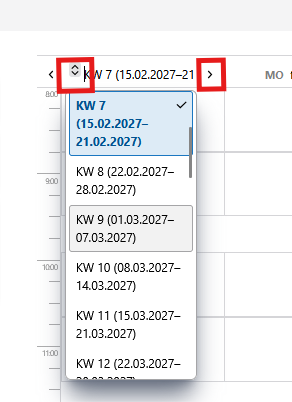 KW 7 (15.02.2027–21
MO
8:00
KW 7
(15.02.2027–
21.02.2027)
KW 8 (22.02.2027–
28.02.2027)
9:00
KW 9 (01.03.2027–
07.03.2027)
10:00
KW 10 (08.03.2027–
14.03.2027)
KW 11 (15.03.2027–
21.03.2027)
11:00
KW 12 (22.03.2027–